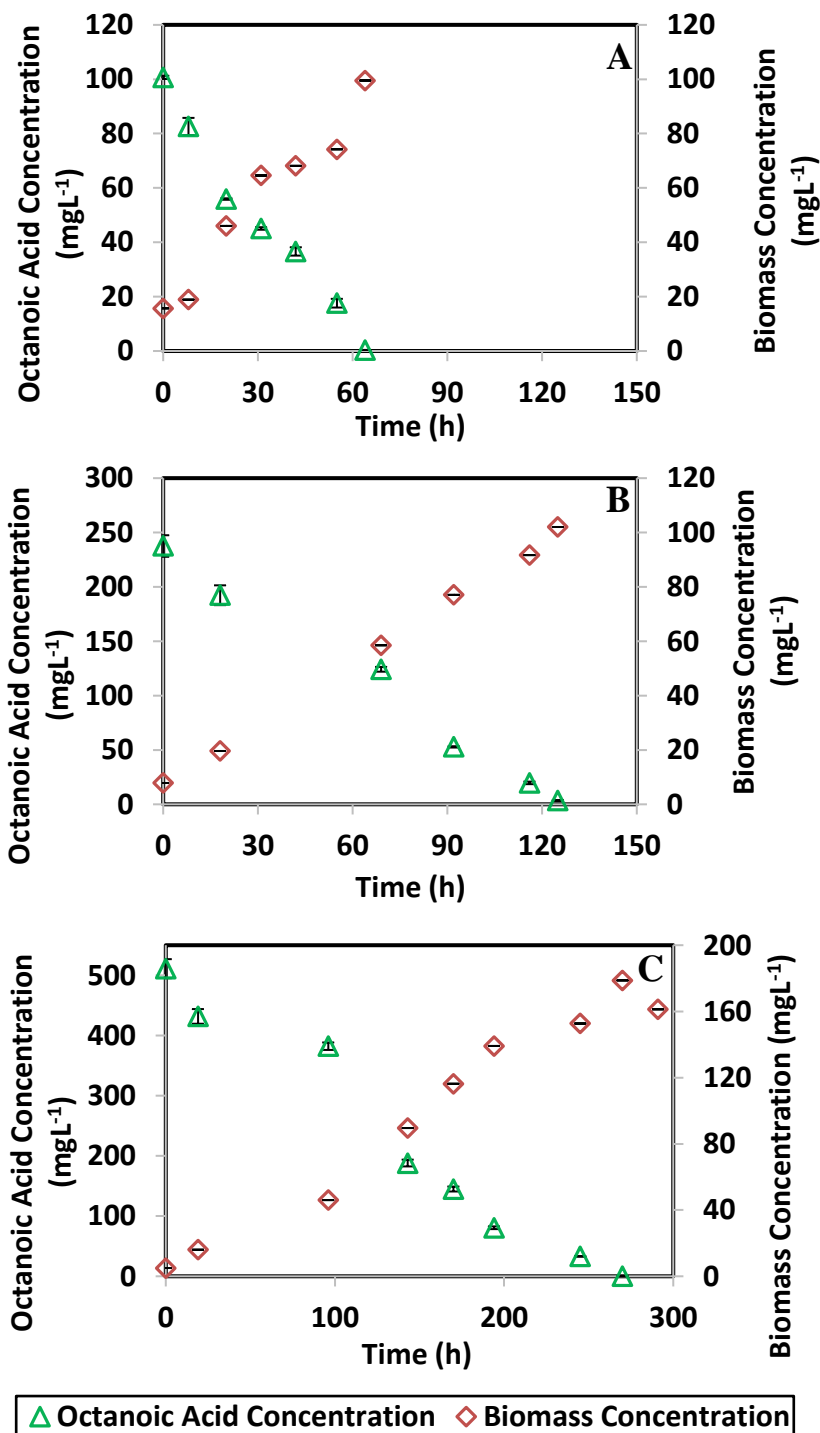 A
Octanoic Acid Concentration
(mgL-1)
120
100
80
60
40
20
0
120
100
80
60
40
20
0
Biomass Concentration
(mgL-1)
0 30 60 90 120 150
Time (h)
B
Octanoic Acid Concentration
(mgL-1)
300
250
200
150
100
50
0
120
100
80
60
40
20
0
Biomass Concentration
(mgL-1)
0 30 60 90 120 150
Time (h)
C
Octanoic Acid Concentration
(mgL-1)
500
400
300
200
100
0
200
160
120
80
40
0
Biomass Concentration (mgL-1)
0 100 200 300
Time (h)
Octanoic Acid Concentration Biomass Concentration